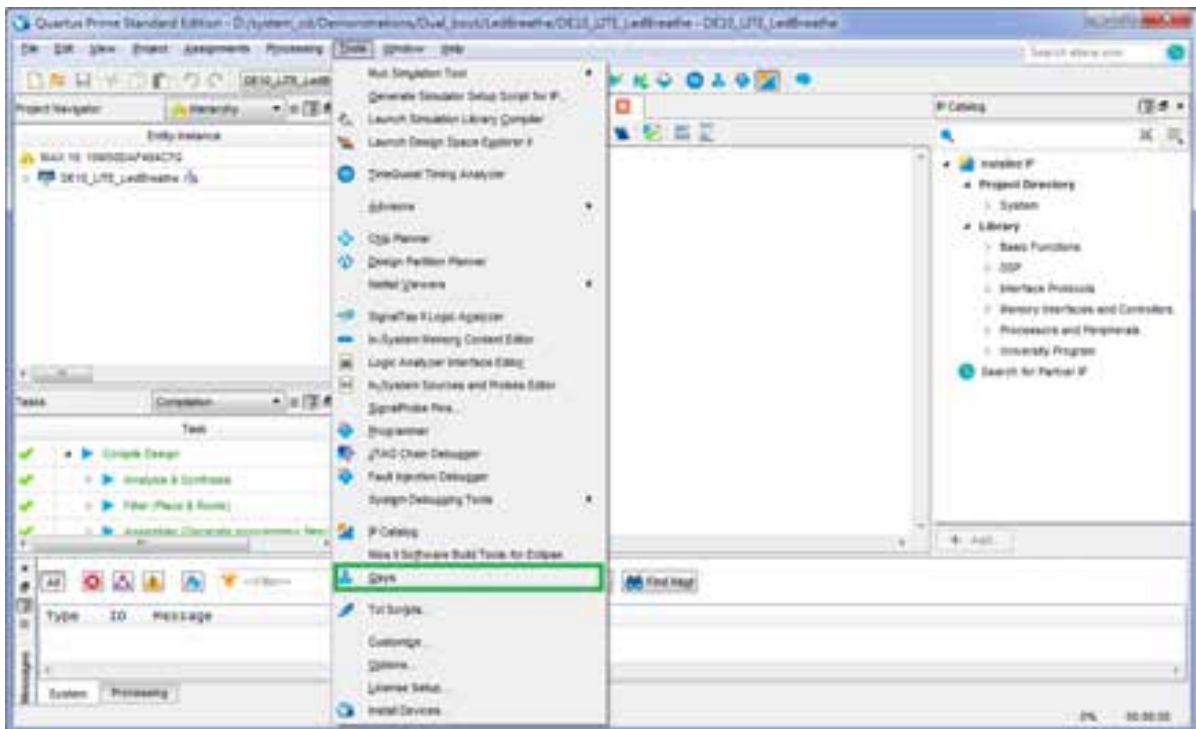 Quartus Prime Standard Edition - D:/system_cd/Demonstrations/Dual_boot/LedBreathe/DE10_LITE_LedBreathe - DE10_LITE_LedBreathe
File Edit View Project Assignments Processing Tools Window Help
Search altera.com
Project Navigator
Hierarchy
Entity:Instance
DE10_LITE_LedBreathe
Tasks
Compilation
Task
Compile Design
Analysis & Synthesis
Fitter (Place & Route)
Assembler (Generate programming files)
Run Simulation Tool
Generate Simulator Setup Script for IP...
Launch Simulation Library Compiler
Launch Design Space Explorer II
TimeQuest Timing Analyzer
Advisors
Chip Planner
Design Partition Planner
Netlist Viewers
SignalTap II Logic Analyzer
In-System Memory Content Editor
Logic Analyzer Interface Editor
In-System Sources and Probes Editor
SignalProbe Pins...
Programmer
JTAG Chain Debugger
Fault Injection Debugger
System Debugging Tools
IP Catalog
Nios II Software Build Tools for Eclipse
Qsys
Tcl Scripts...
Customize...
Options...
License Setup...
Install Devices...
IP Catalog
Installed IP
Project Directory
System
Library
Basic Functions
DSP
Interface Protocols
Memory Interfaces and Controllers
Processors and Peripherals
University Program
Search for Partner IP
+ Add...
All
Find Next
Type ID Message
Messages
System Processing
0% 00:00:00